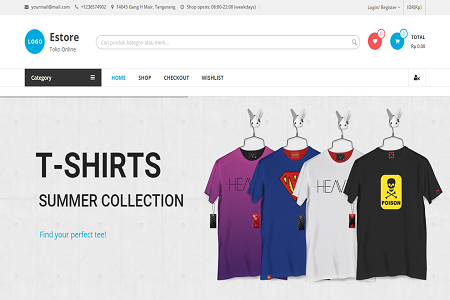 yourmail@mail.com +1236574902 14045 Gang H Mair, Tangerang. Shop opens: 06:00-22:00 (weekdays) Login/ Register IDR(Rp)
LOGO
Estore
Toko Online
Cari produk, kategori atau merk...
0
0
TOTAL
Rp 0.00
Category
HOME SHOP CHECKOUT WISHLIST
T-SHIRTS
SUMMER COLLECTION
Find your perfect tee!
HEAV
HEAV
POISON